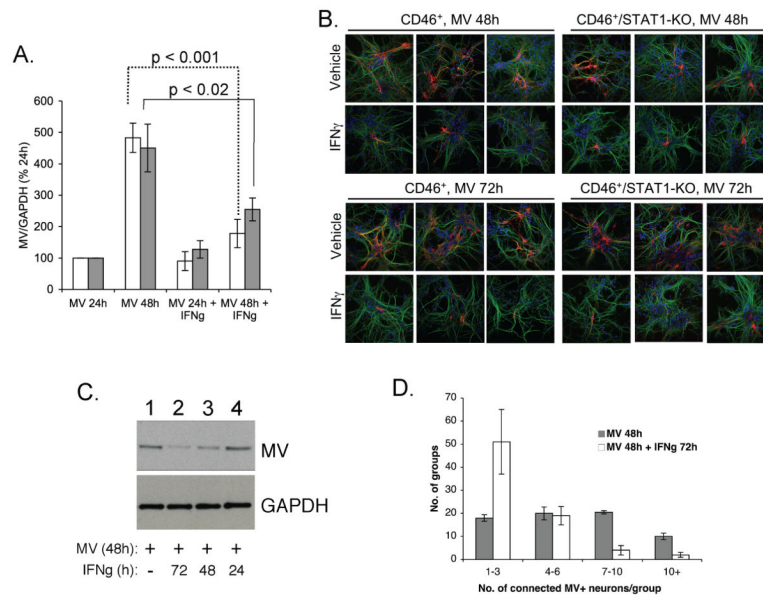 A.
p < 0.001
p < 0.02
MV/GAPDH (% 24h)
600
500
400
300
200
100
0
MV 24h
MV 48h
MV 24h +
IFNg
MV 48h +
IFNg
B.
CD46+, MV 48h
CD46+/STAT1-KO, MV 48h
Vehicle
IFNγ
CD46+, MV 72h
CD46+/STAT1-KO, MV 72h
Vehicle
IFNγ
C.
1 2 3 4
MV
GAPDH
MV (48h): + + + +
IFNg (h): - 72 48 24
D.
No. of groups
70
60
50
40
30
20
10
0
MV 48h
MV 48h + IFNg 72h
1-3 4-6 7-10 10+
No. of connected MV+ neurons/group